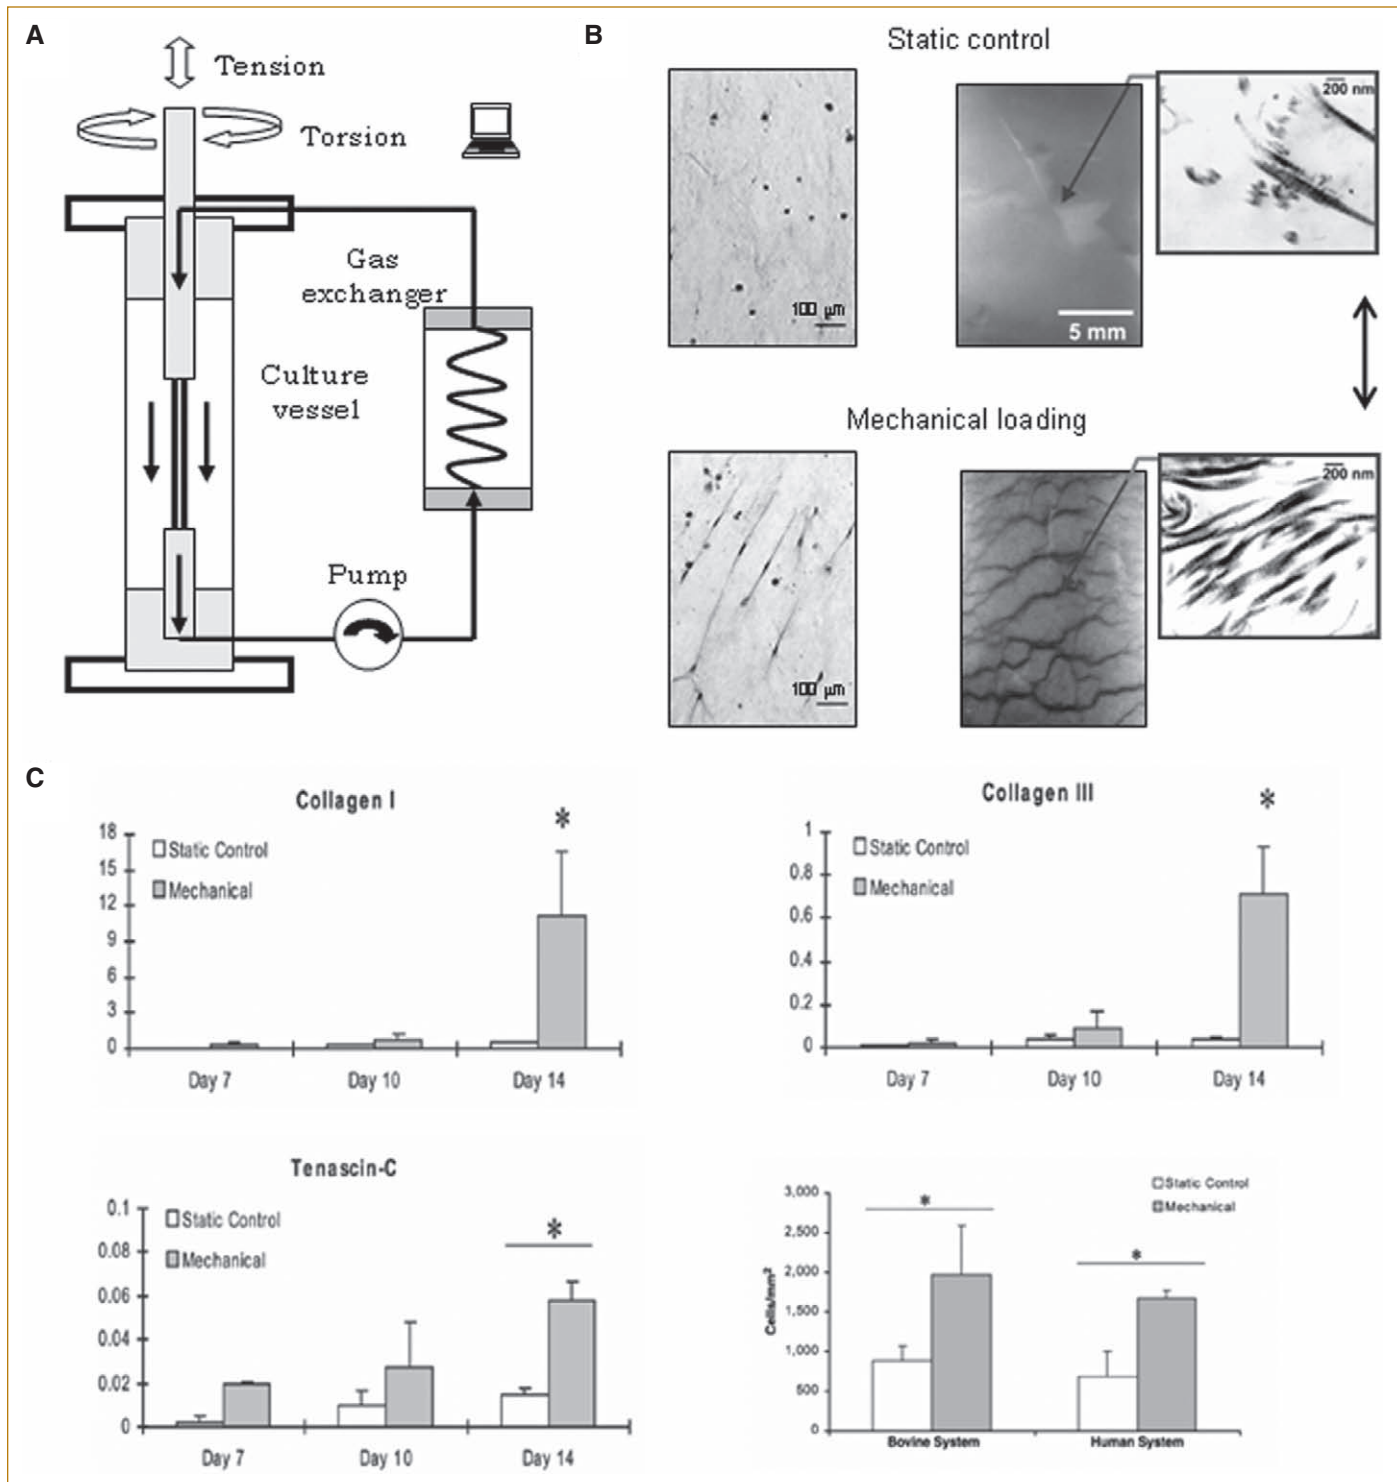 A
Tension
Torsion
Gas
exchanger
Culture
vessel
Pump
B
Static control
100 µm
5 mm
200 nm
Mechanical loading
100 µm
200 nm
C
Collagen I
*
18
15
12
9
6
3
0
Static Control
Mechanical
Day 7
Day 10
Day 14
Collagen III
*
1
0.8
0.6
0.4
0.2
0
Static Control
Mechanical
Day 7
Day 10
Day 14
Tenascin-C
*
0.1
0.08
0.06
0.04
0.02
0
Static Control
Mechanical
Day 7
Day 10
Day 14
Static Control
Mechanical
*
*
Cells/mm²
3,000
2,500
2,000
1,500
1,000
500
0
Bovine System
Human System